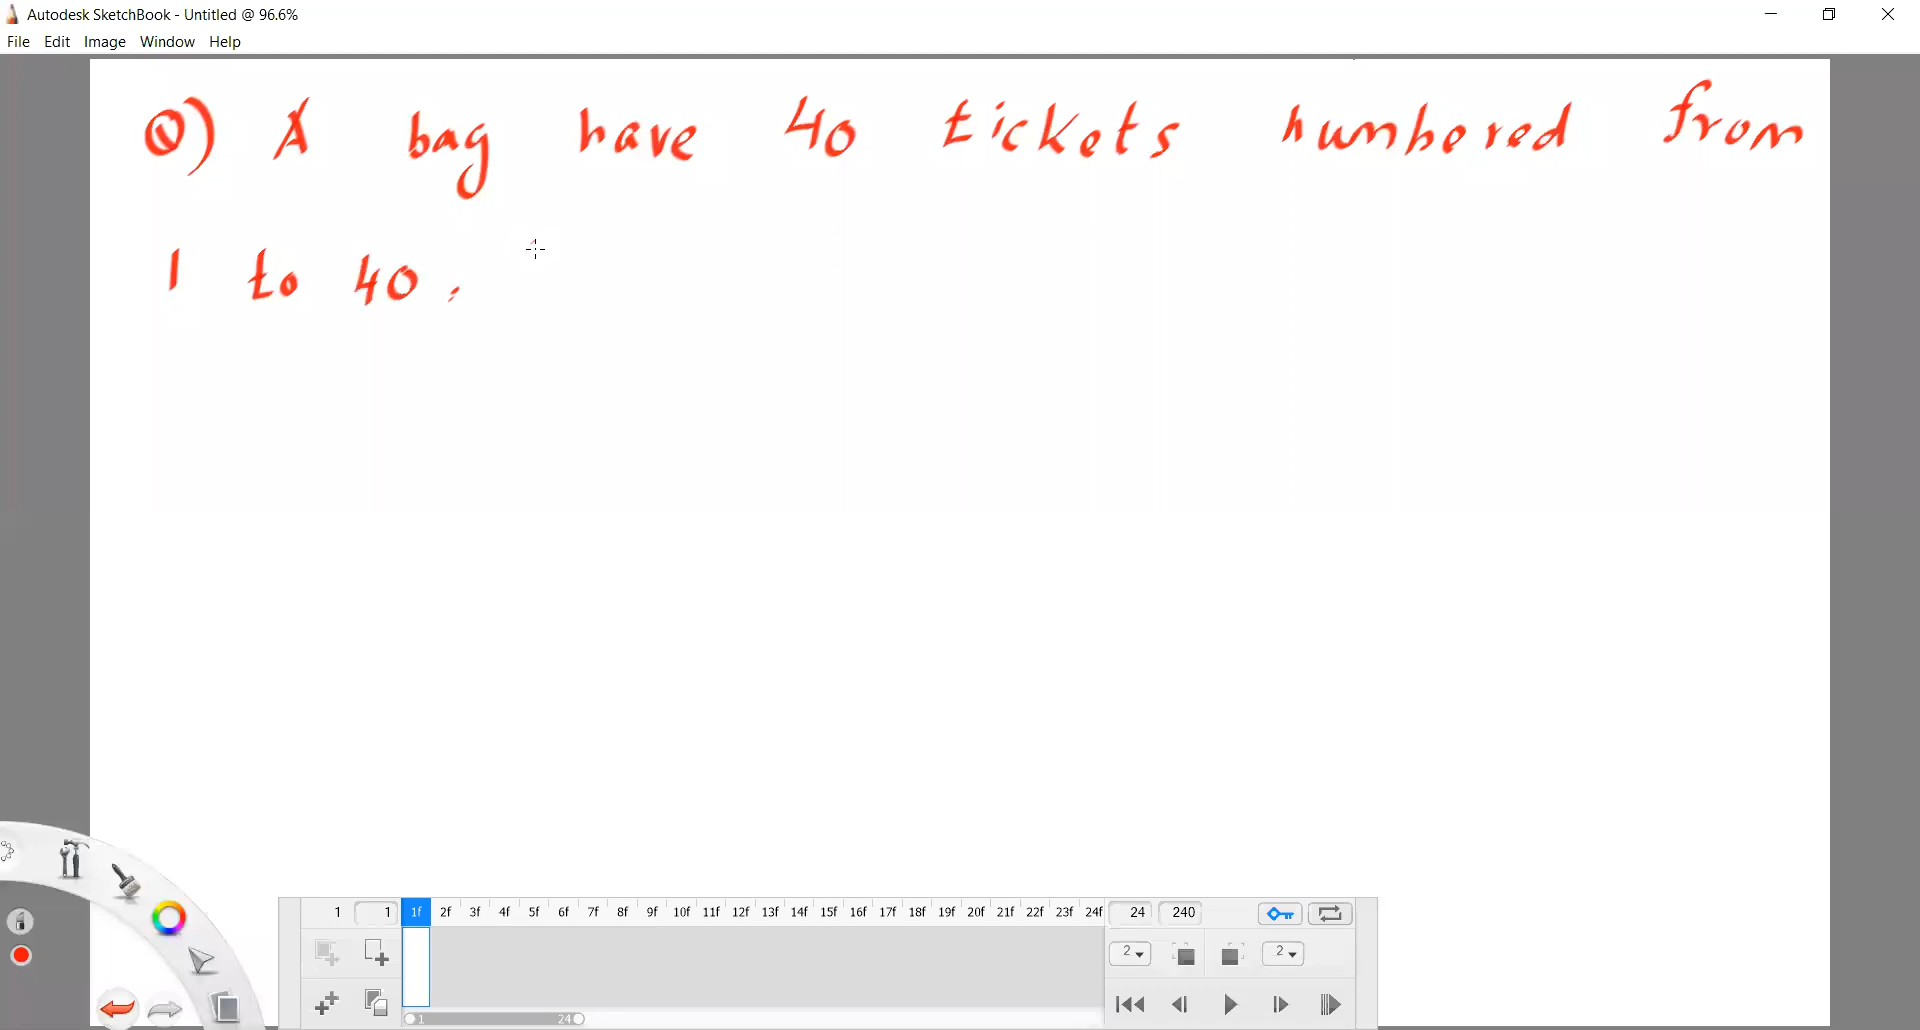 Autodesk SketchBook - Untitled @ 96.6%
File Edit Image Window Help
Q) A bag have 40 tickets numbered from
1 to 40.
1 1 1f 2f 3f 4f 5f 6f 7f 8f 9f 10f 11f 12f 13f 14f 15f 16f 17f 18f 19f 20f 21f 22f 23f 24f 24 240
2 2
1 24